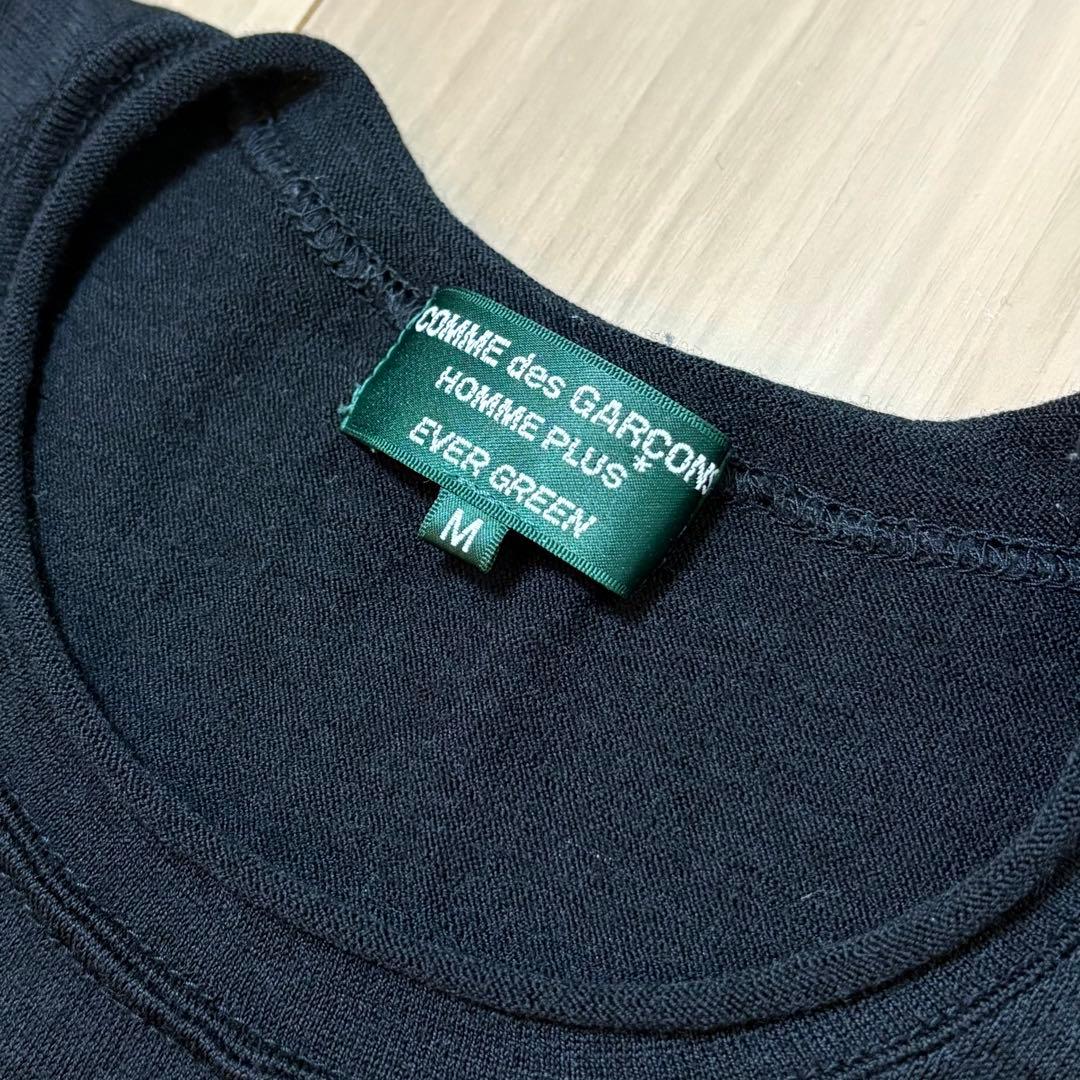 COMME des GARÇONS
HOMME PLUS*
EVER GREEN
M